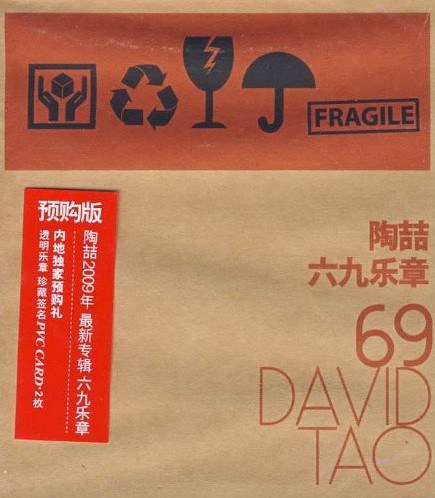 FRAGILE
预购版
陶喆2009年 最新专辑 六九乐章
内地独家预购礼
透明乐章 珍藏签名PVC CARD*2枚
陶喆
六九乐章
69
DAVID
TAO